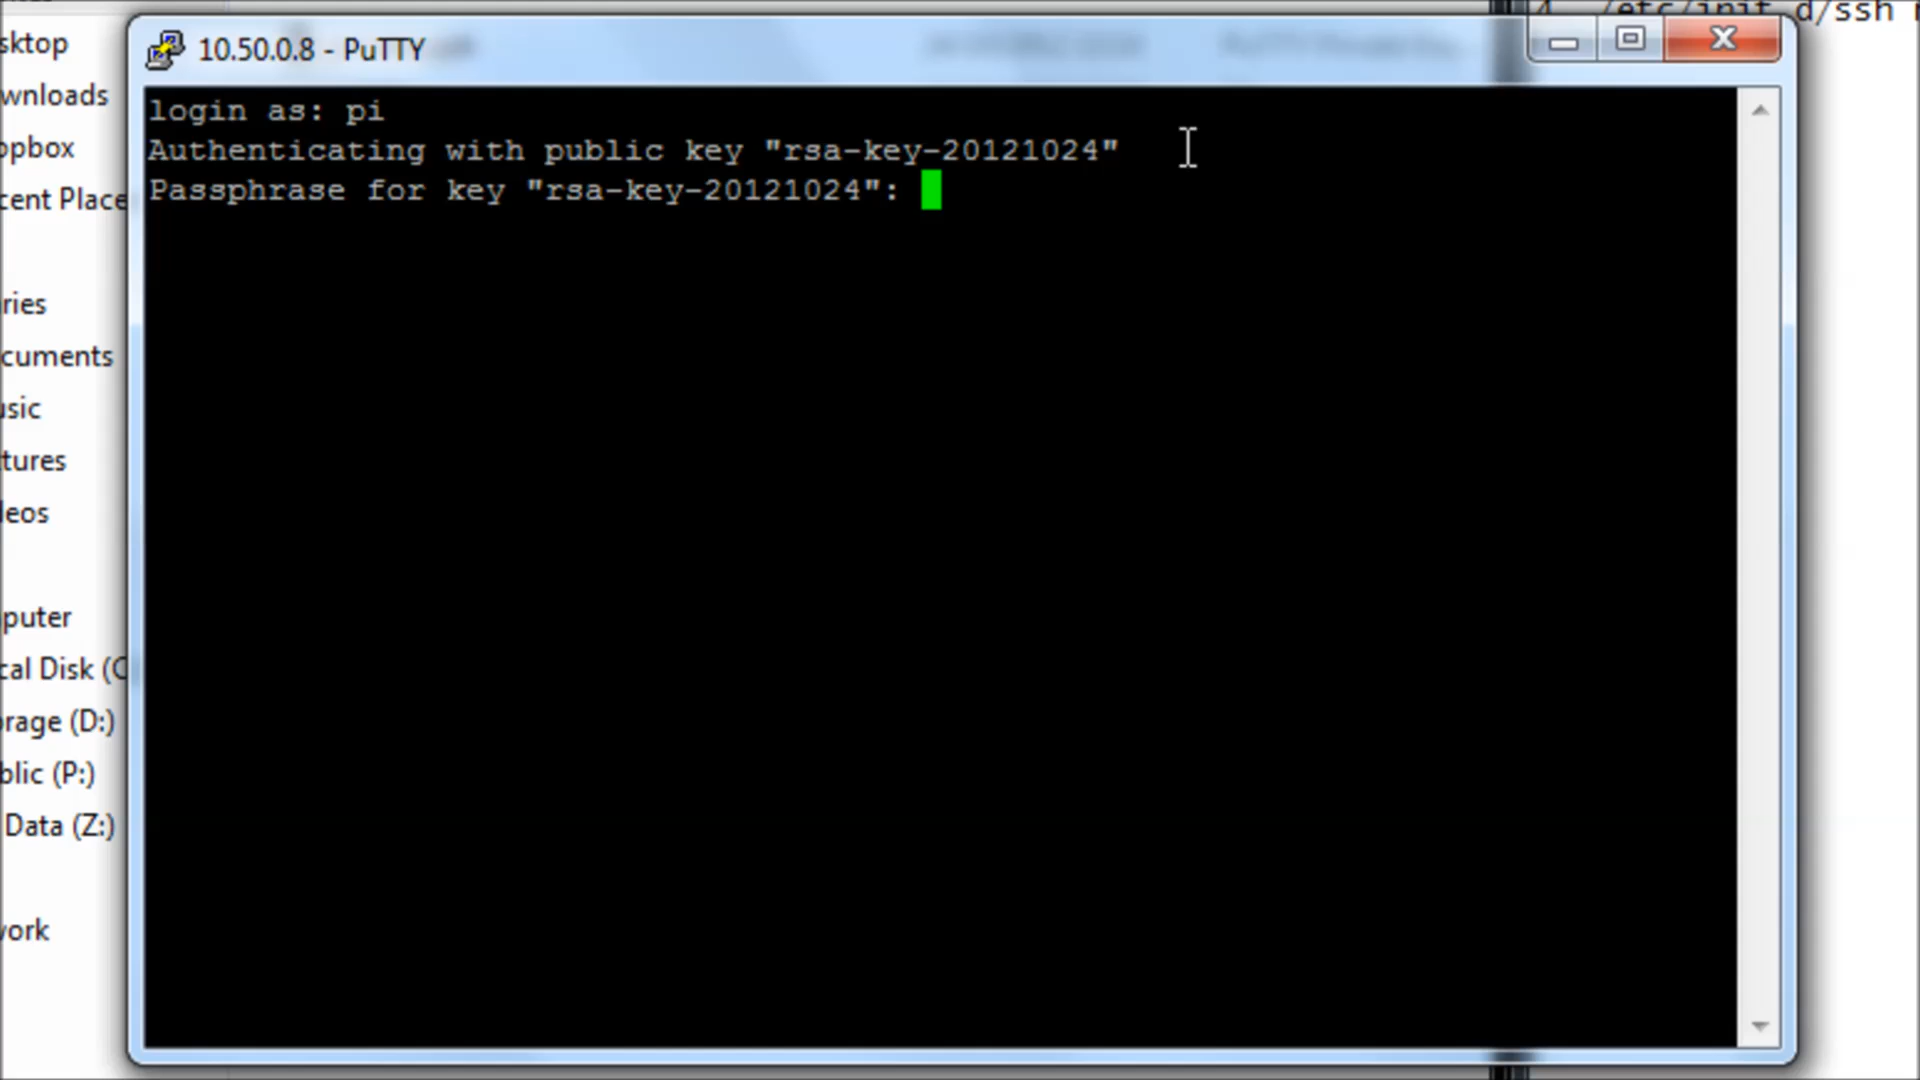 4. /etc/init.d/ssh
10.50.0.8 - PuTTY
login as: pi
Authenticating with public key "rsa-key-20121024"
Passphrase for key "rsa-key-20121024":
sktop
wnloads
opbox
cent Place
ries
cuments
usic
tures
deos
puter
cal Disk (C
orage (D:)
blic (P:)
Data (Z:)
work